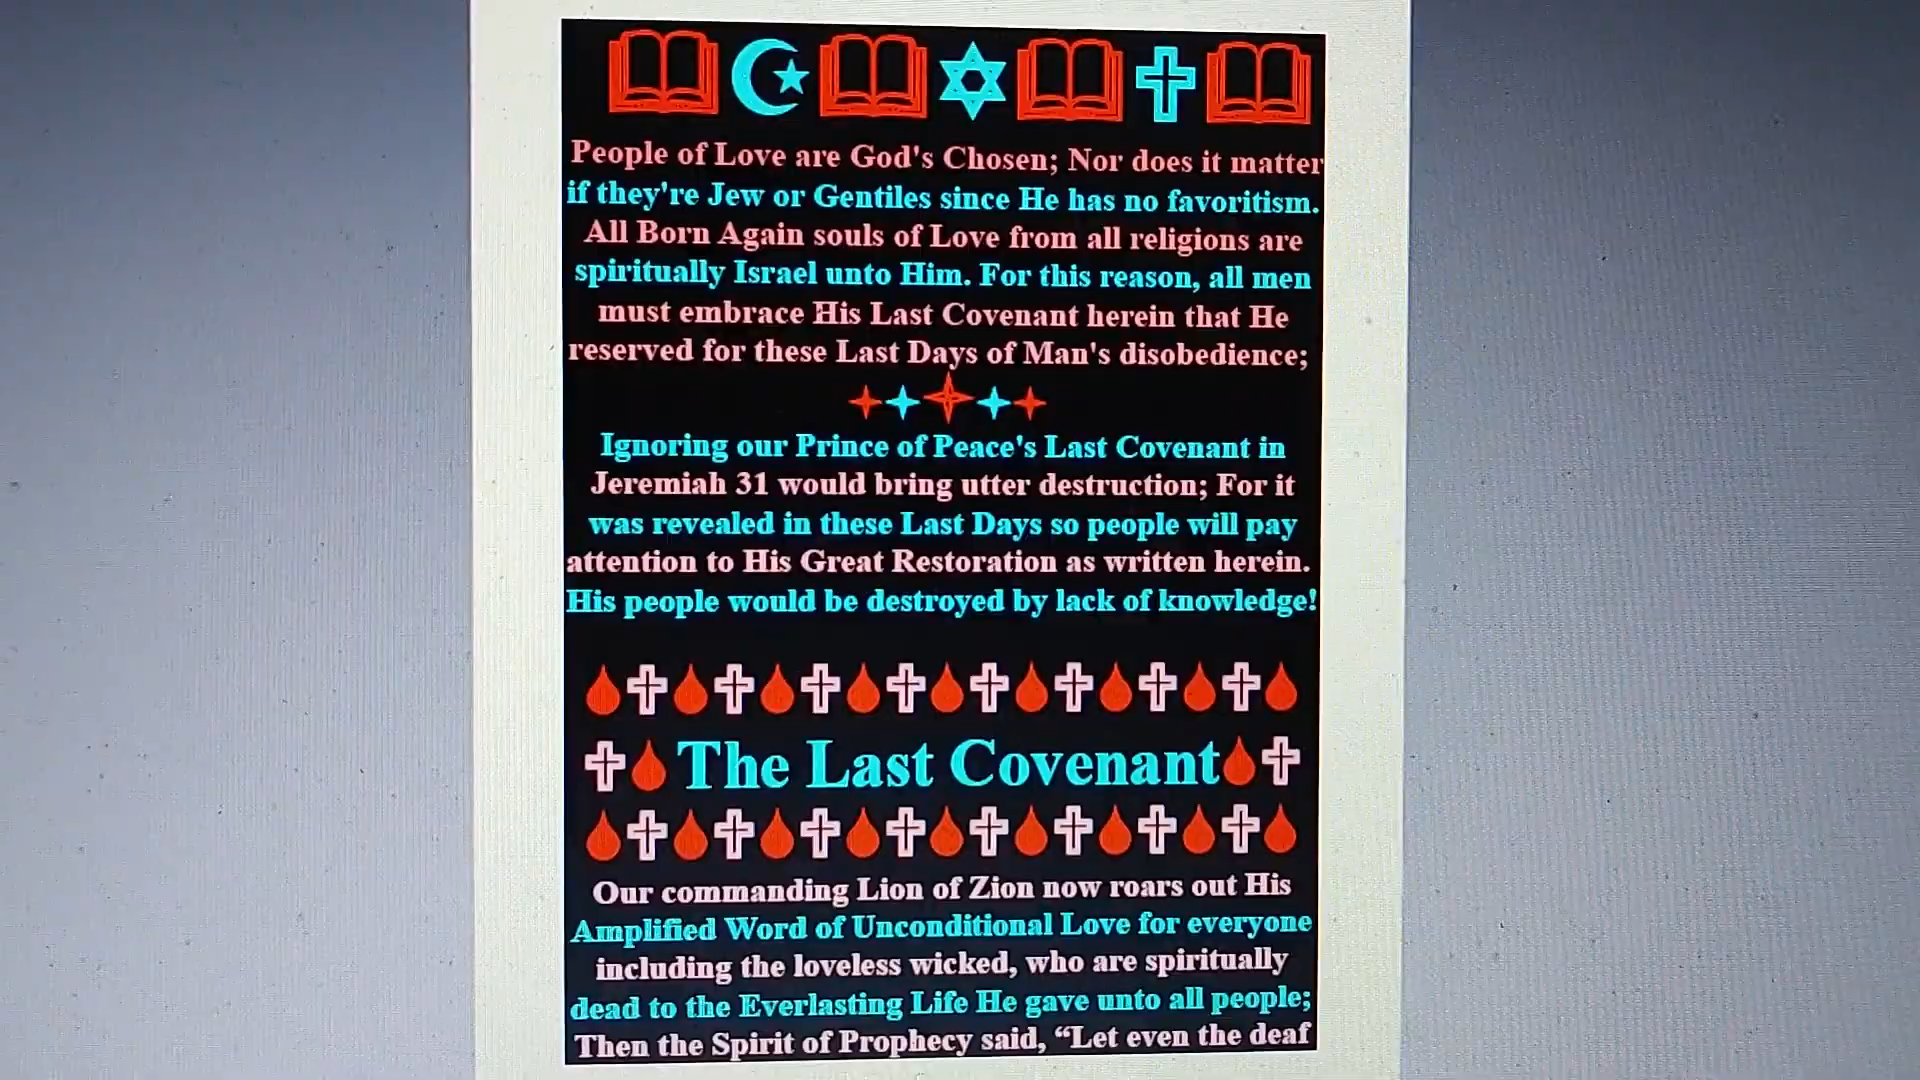 People of Love are God's Chosen; Nor does it matter
if they're Jew or Gentiles since He has no favoritism.
All Born Again souls of Love from all religions are
spiritually Israel unto Him. For this reason, all men
must embrace His Last Covenant herein that He
reserved for these Last Days of Man's disobedience;
Ignoring our Prince of Peace's Last Covenant in
Jeremiah 31 would bring utter destruction; For it
was revealed in these Last Days so people will pay
attention to His Great Restoration as written herein.
His people would be destroyed by lack of knowledge!
The Last Covenant
Our commanding Lion of Zion now roars out His
Amplified Word of Unconditional Love for everyone
including the loveless wicked, who are spiritually
dead to the Everlasting Life He gave unto all people;
Then the Spirit of Prophecy said, “Let even the deaf